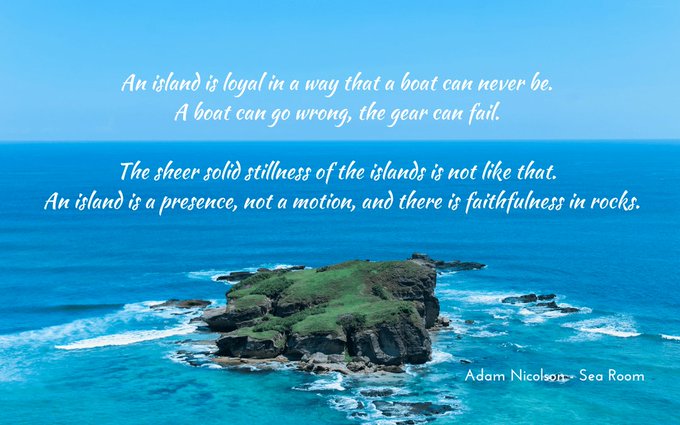 An island is loyal in a way that a boat can never be.
A boat can go wrong, the gear can fail.
The sheer solid stillness of the islands is not like that.
An island is a presence, not a motion, and there is faithfulness in rocks.
Adam Nicolson - Sea Room